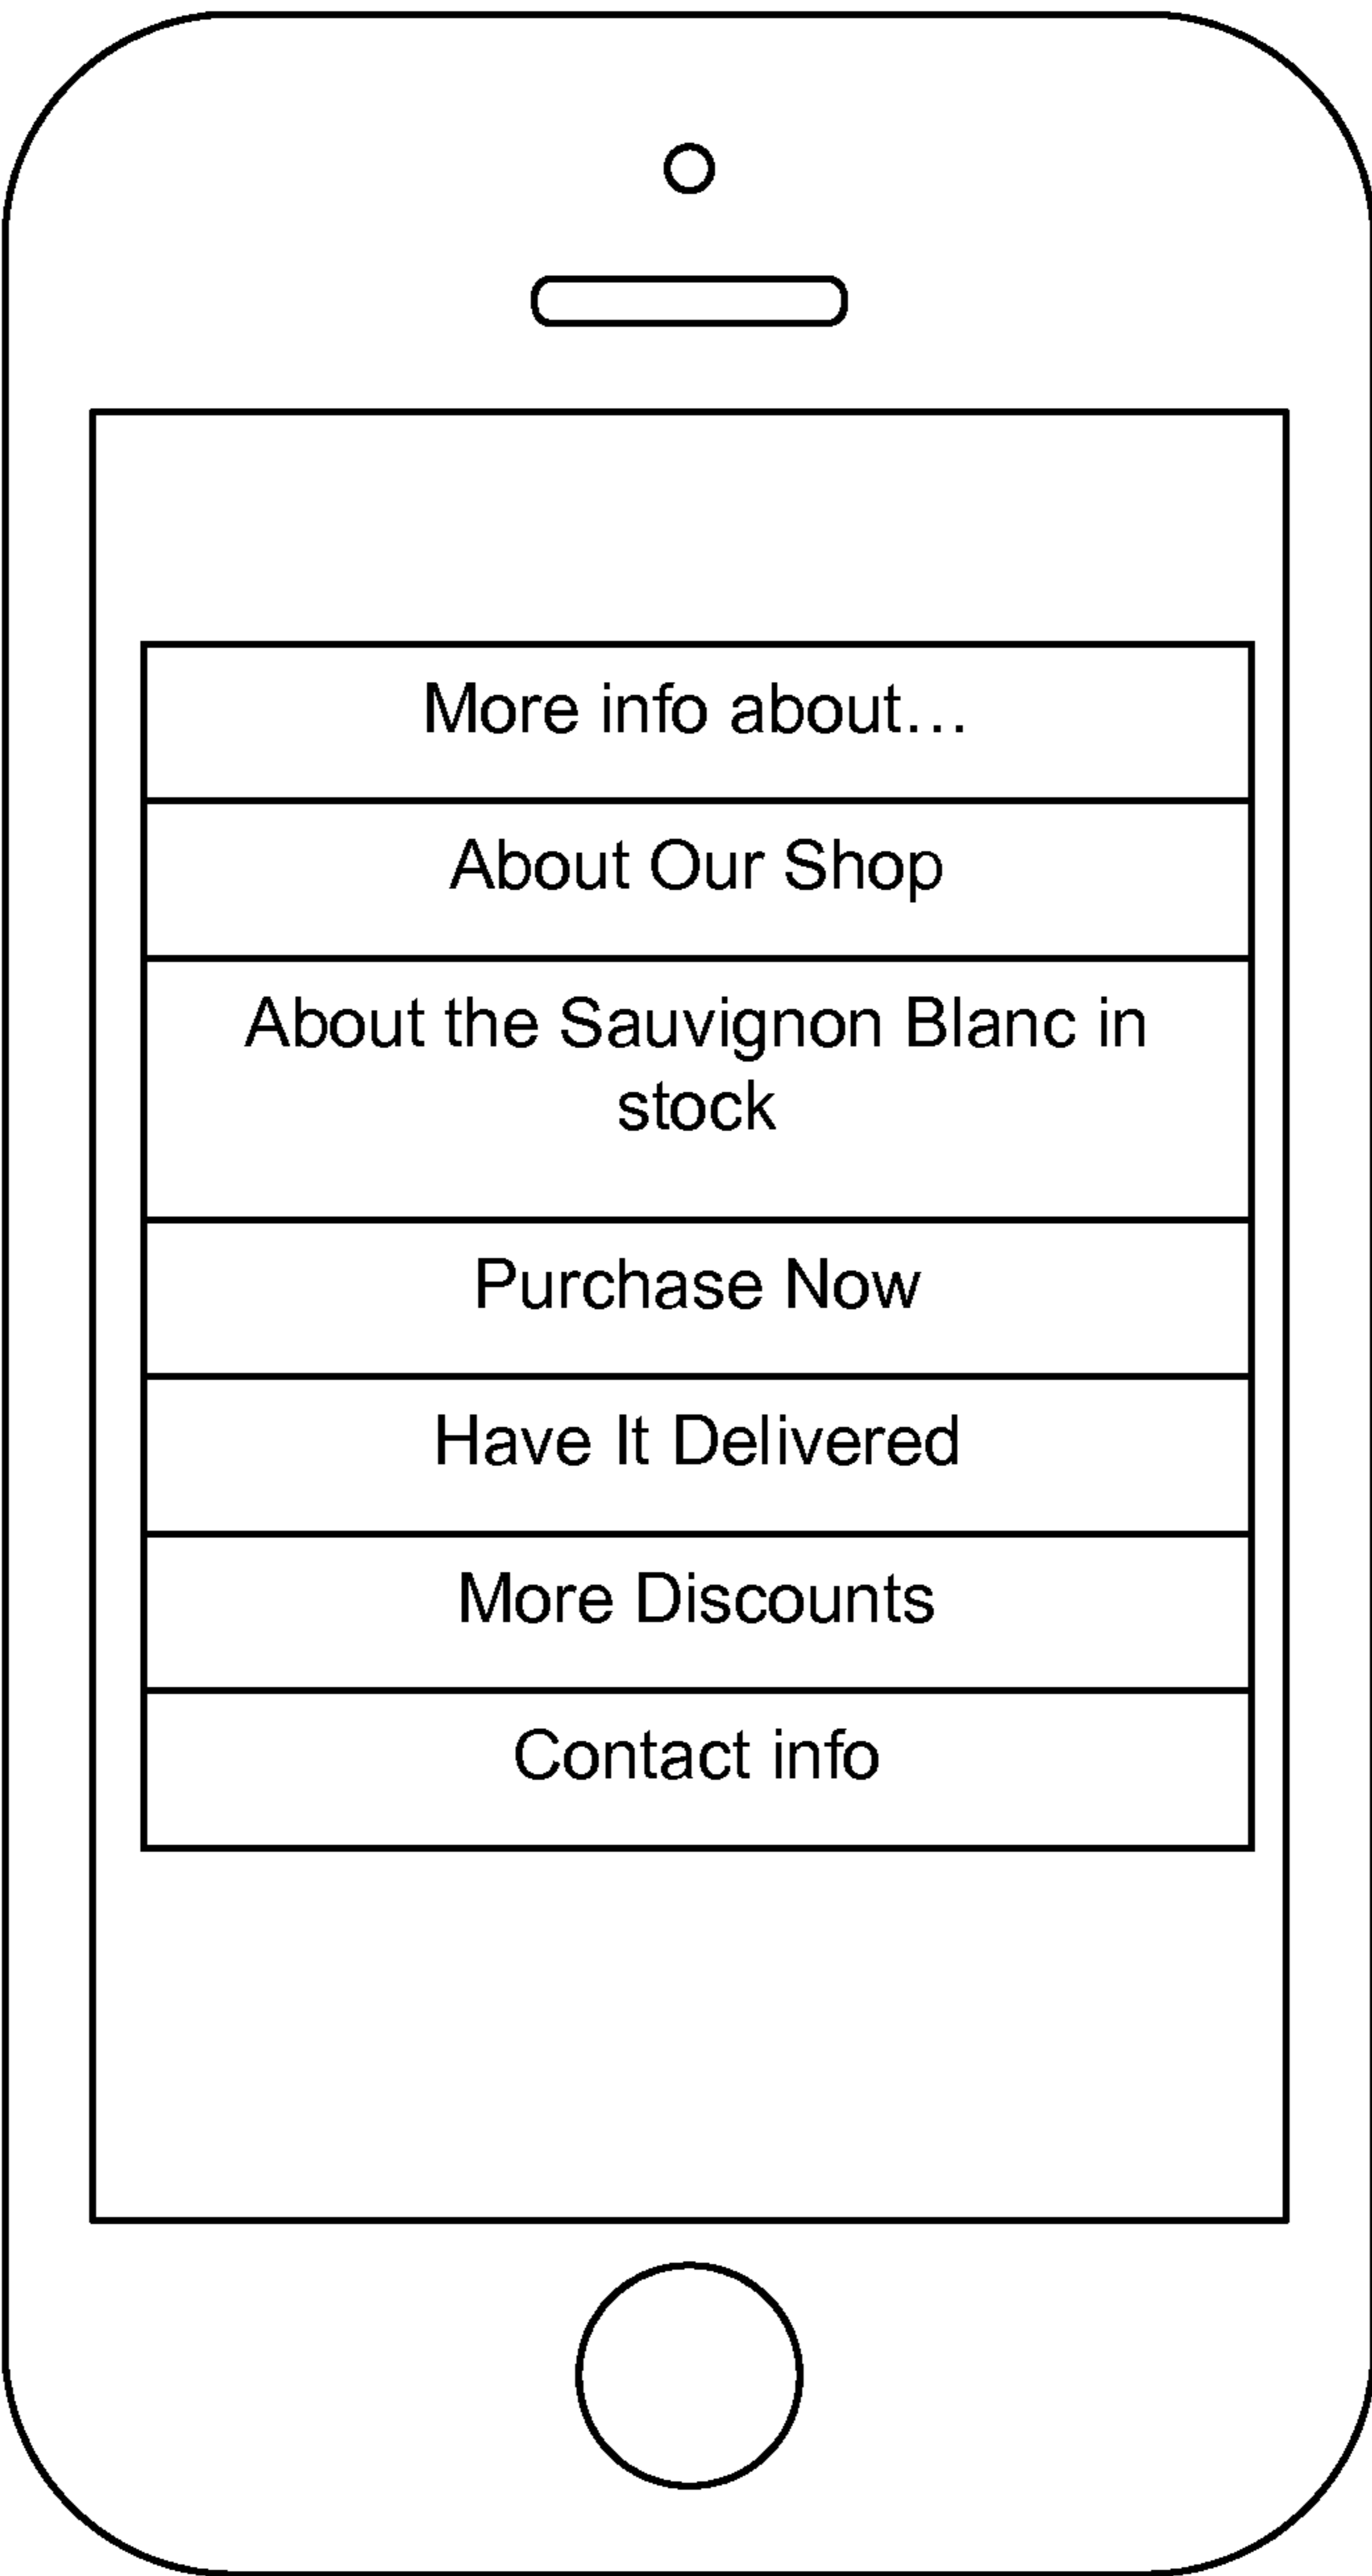 More info about…
About Our Shop
About the Sauvignon Blanc in
stock
Purchase Now
Have It Delivered
More Discounts
Contact info